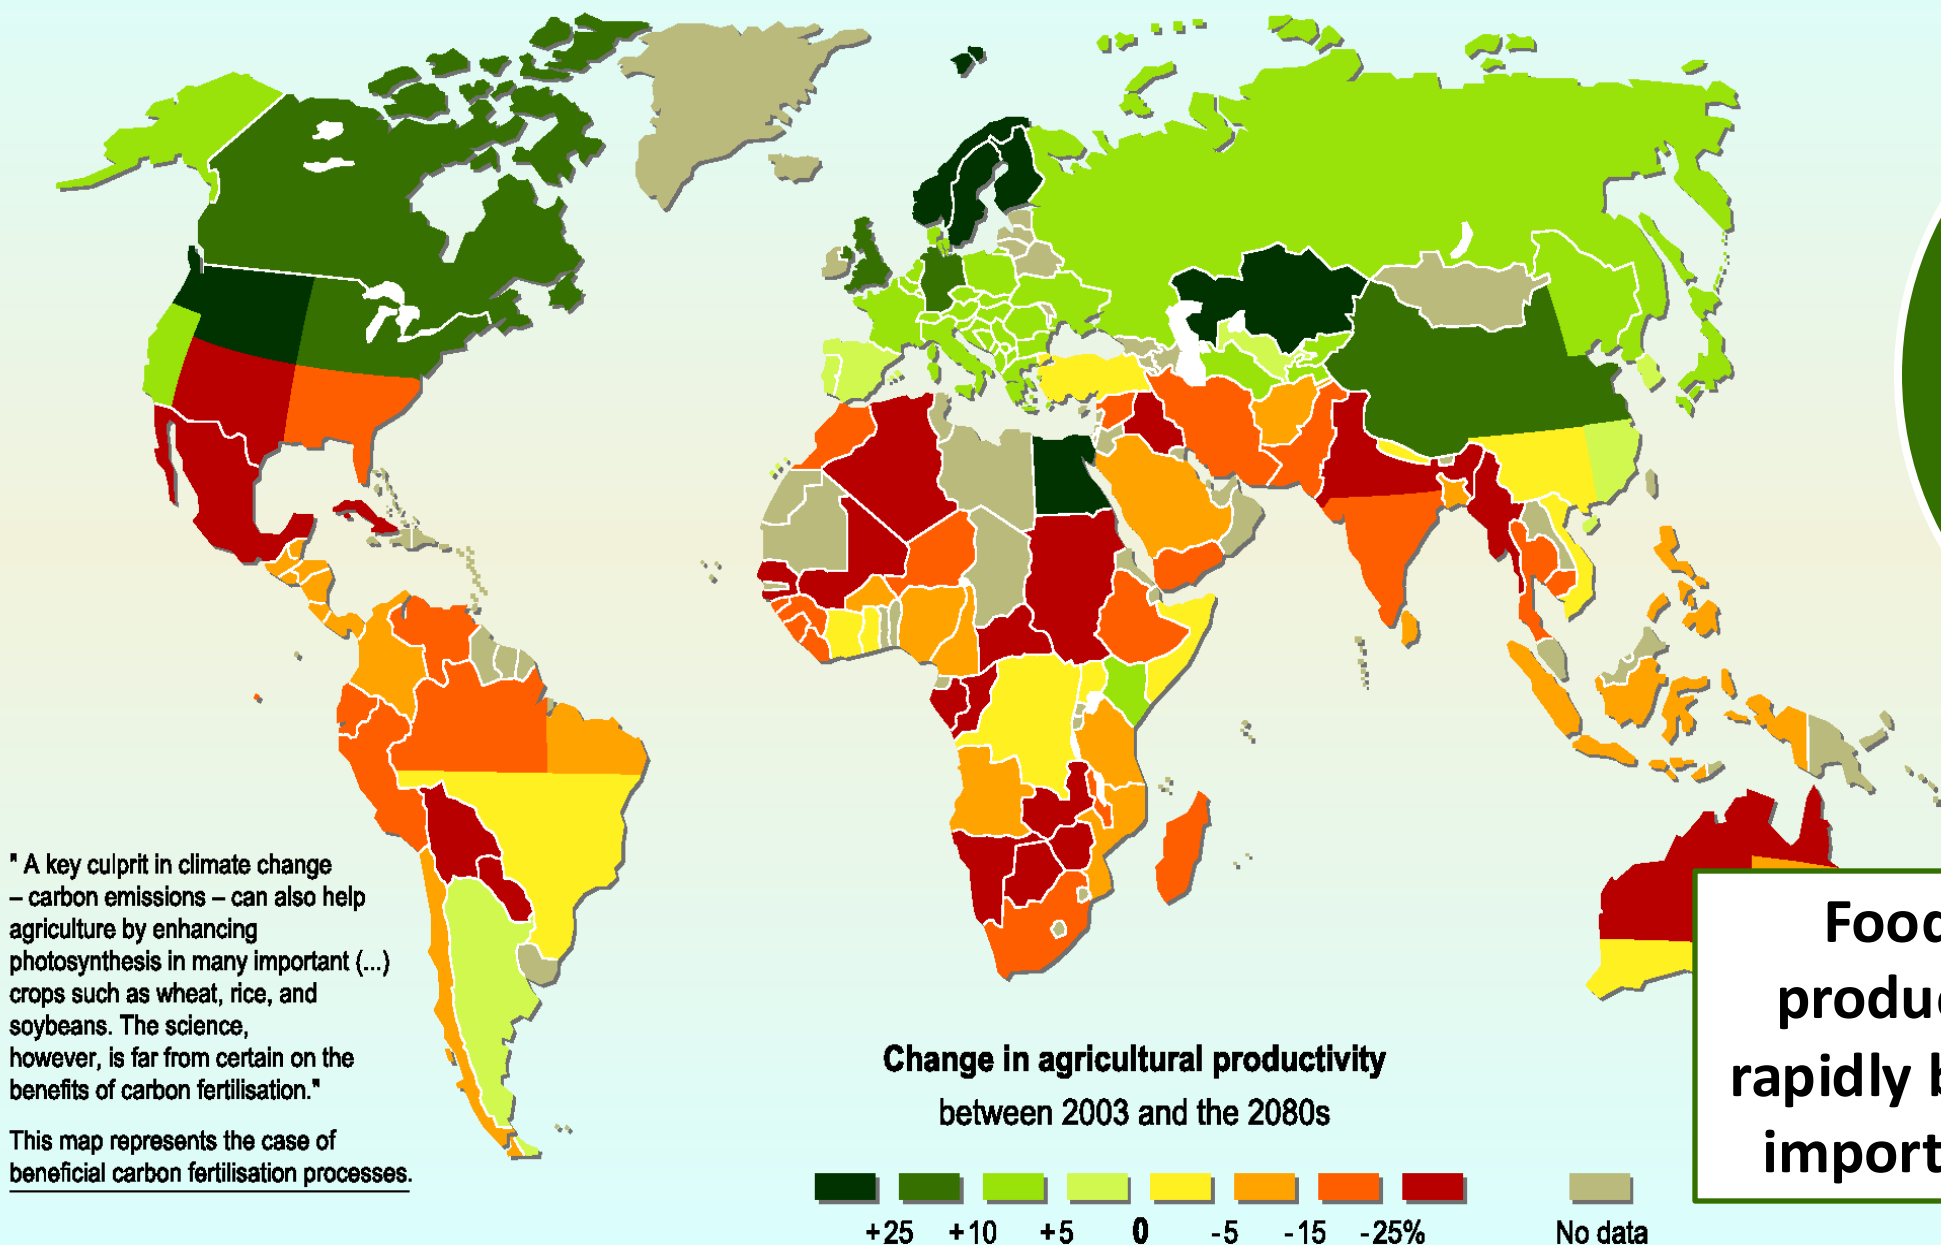 " A key culprit in climate change
– carbon emissions – can also help
agriculture by enhancing
photosynthesis in many important (...)
crops such as wheat, rice, and
soybeans. The science,
however, is far from certain on the
benefits of carbon fertilisation."
This map represents the case of
beneficial carbon fertilisation processes.
Change in agricultural productivity
between 2003 and the 2080s
+25 +10 +5 0 -5 -15 -25%
No data
Food
produc
rapidly b
import